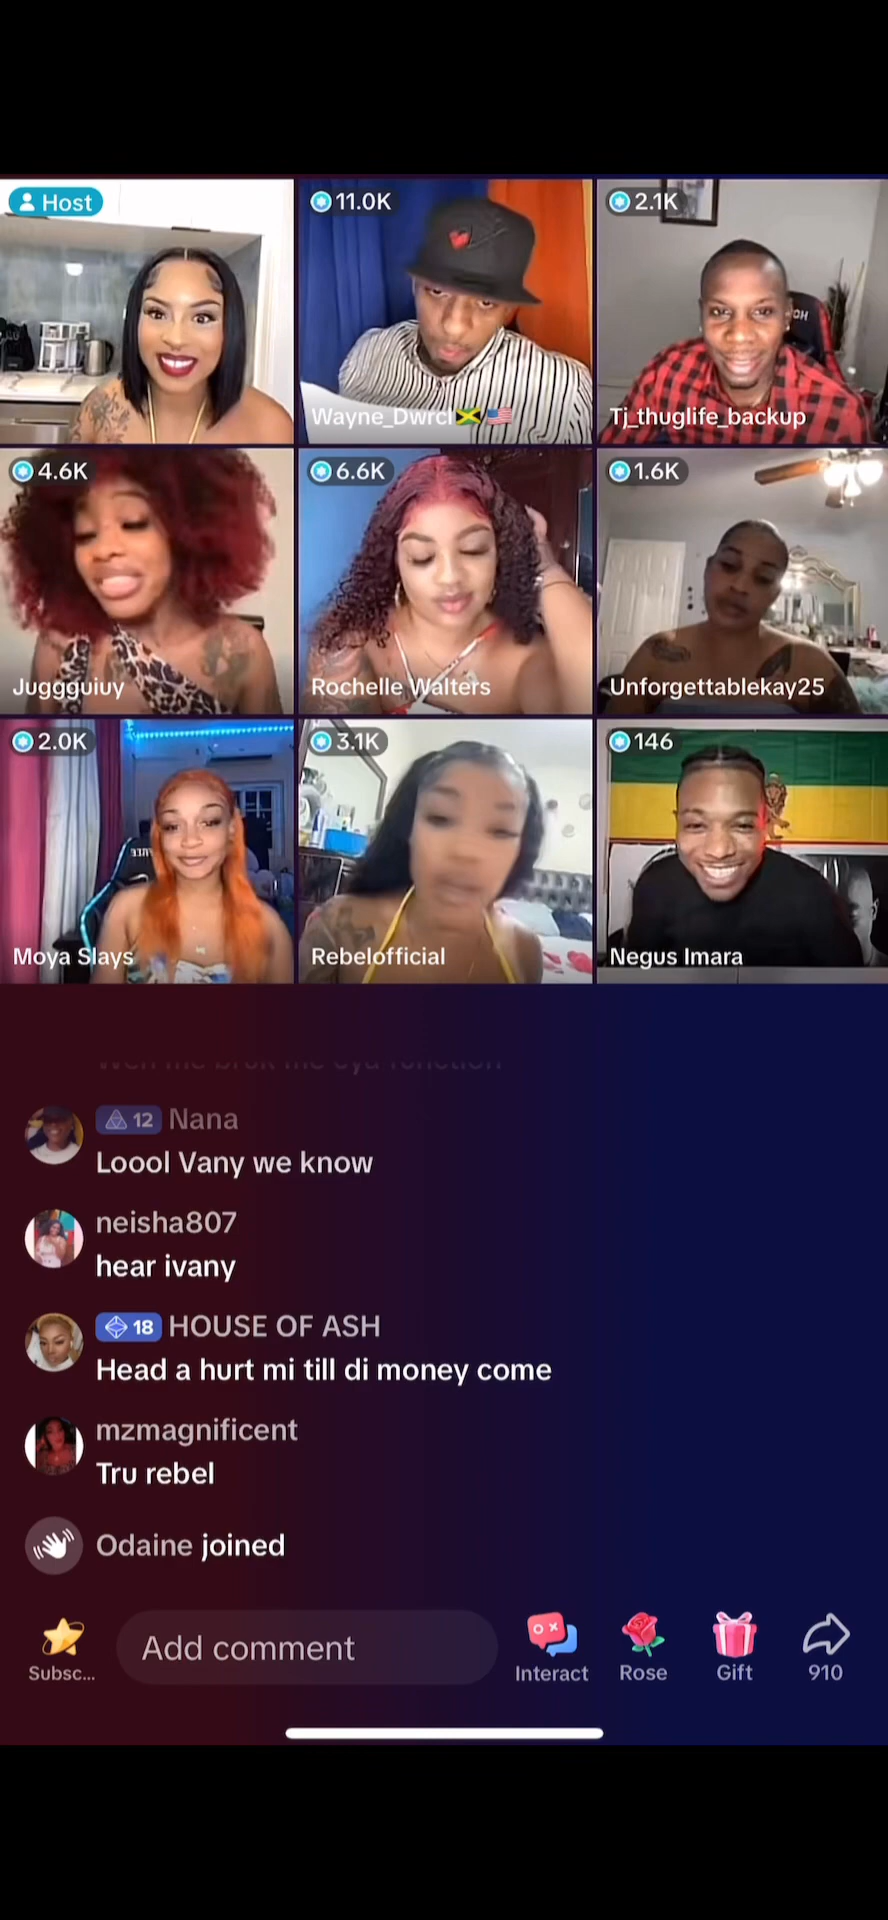 Host
11.0K
2.1K
Wayne_Dwrcl🇯🇲🇺🇸
Tj_thuglife_backup
4.6K
6.6K
1.6K
Juggguiuy
Rochelle Walters
Unforgettablekay25
2.0K
3.1K
146
Moya Slays
Rebelofficial
Negus Imara
12 Nana
Loool Vany we know
neisha807
hear ivany
18 HOUSE OF ASH
Head a hurt mi till di money come
mzmagnificent
Tru rebel
Odaine joined
Subsc...
Add comment
Interact
Rose
Gift
910